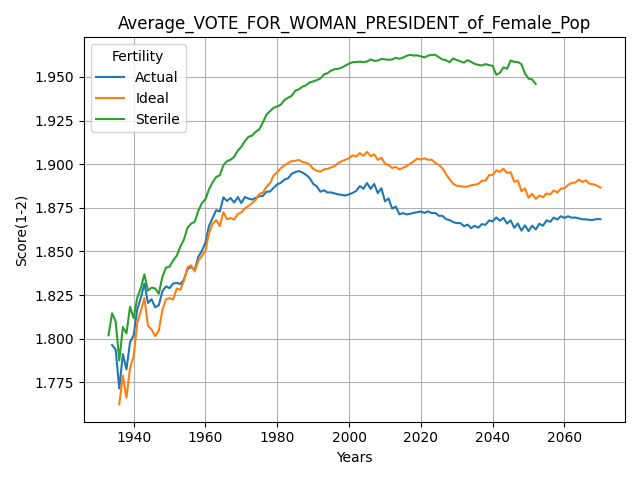 Average_VOTE_FOR_WOMAN_PRESIDENT_of_Female_Pop
Fertility
Actual
Ideal
Sterile
Score(1-2)
1.950
1.925
1.900
1.875
1.850
1.825
1.800
1.775
1940 1960 1980 2000 2020 2040 2060
Years